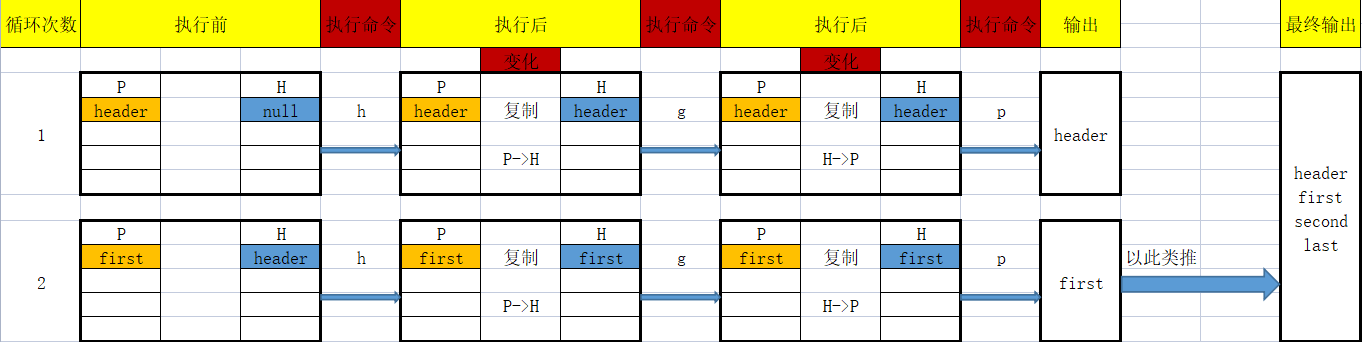 循环次数 执行前 执行命令 执行后 执行命令 执行后 执行命令 输出 最终输出
变化 变化
P H P H P H
header null h header 复制 header g header 复制 header p
1 header
P->H H->P
header
first
second
last
P H P H P H
first header h first 复制 first g first 复制 first p 以此类推
2 first
P->H H->P